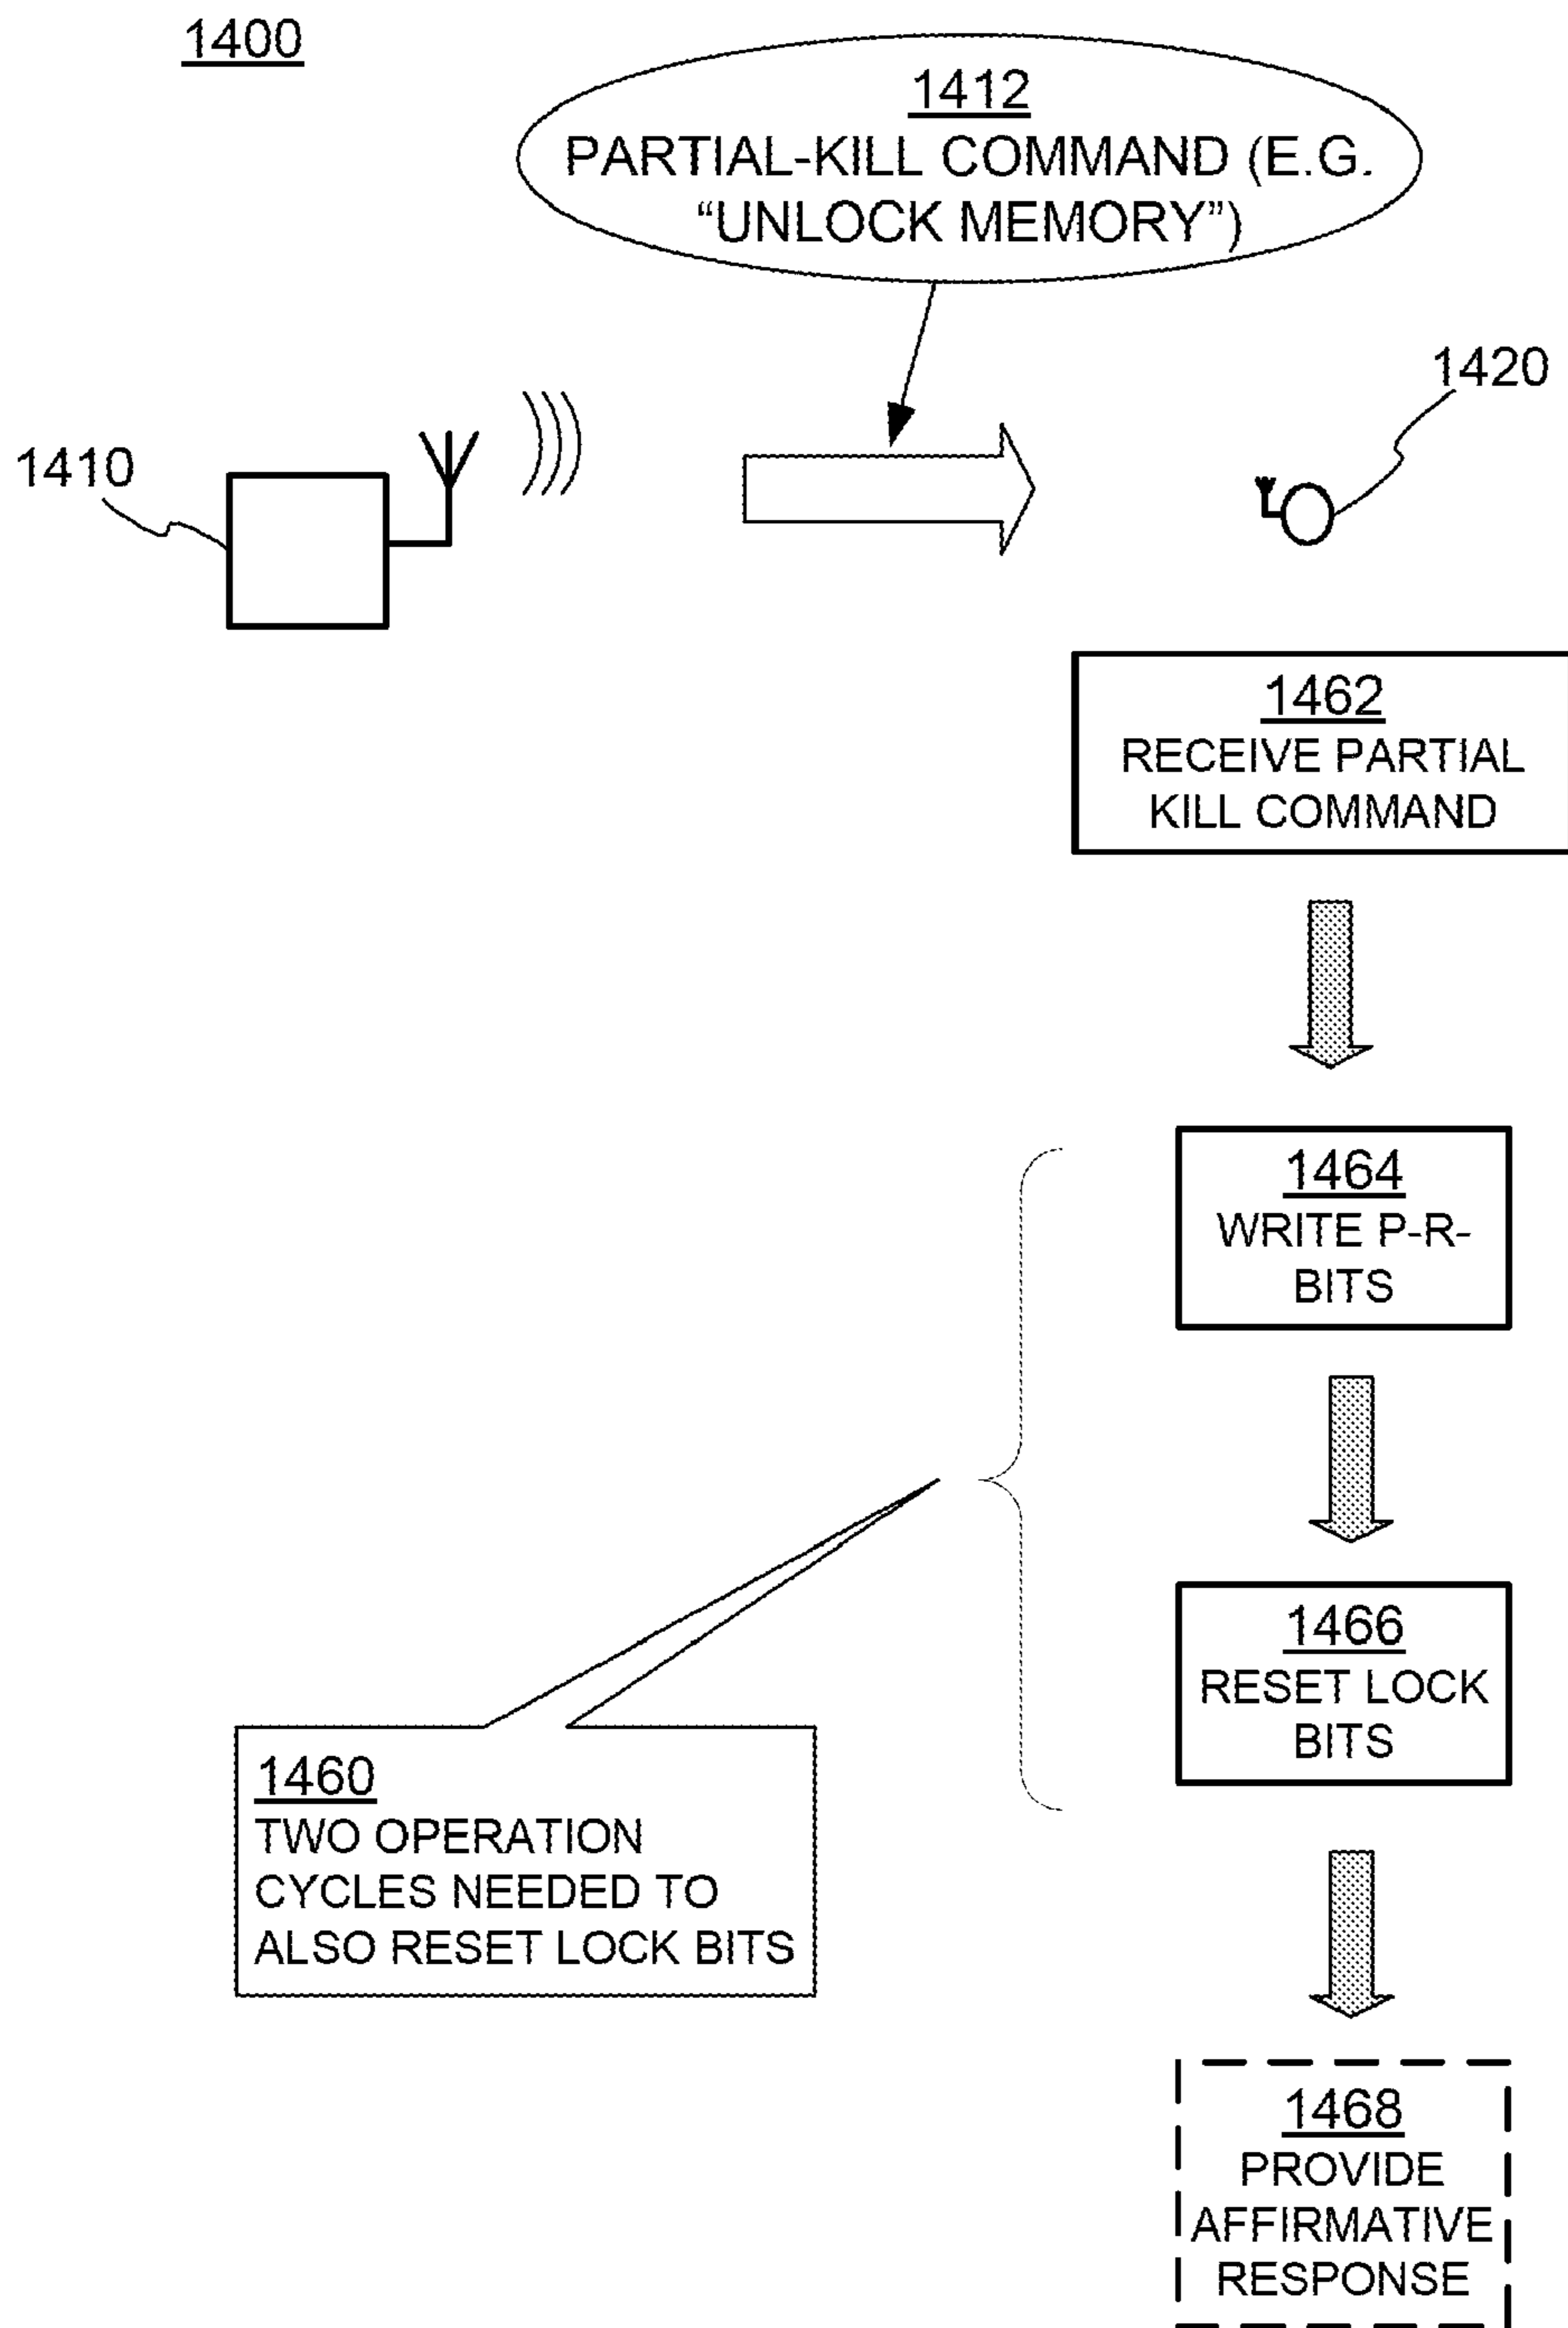 1400
1412
PARTIAL-KILL COMMAND (E.G.
“UNLOCK MEMORY”)
1420
1410
1462
RECEIVE PARTIAL
KILL COMMAND
1464
WRITE P-R-
BITS
1466
RESET LOCK
BITS
1460
TWO OPERATION
CYCLES NEEDED TO
ALSO RESET LOCK BITS
1468
PROVIDE
AFFIRMATIVE
RESPONSE